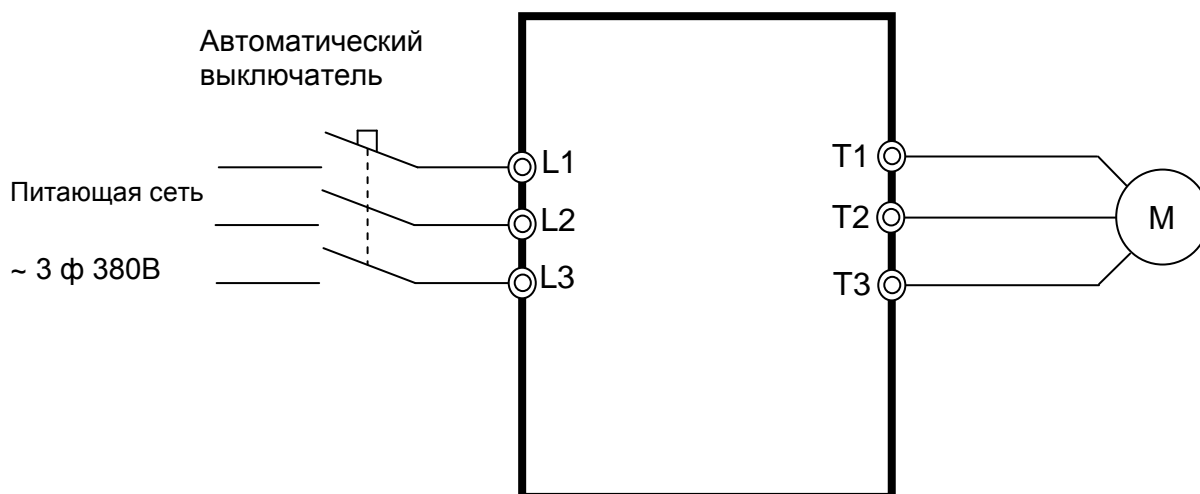 Автоматический
выключатель
Питающая сеть
~ 3 ф 380В
L1
L2
L3
T1
T2
T3
M